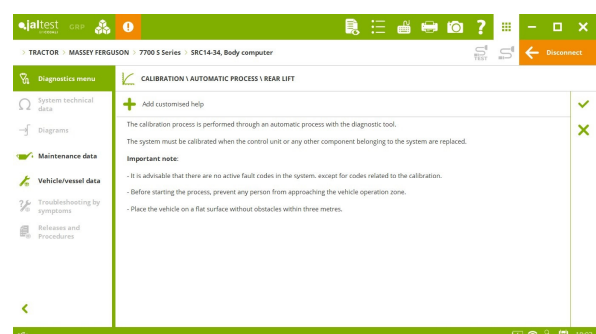 jaltest GRP
> TRACTOR > MASSEY FERGUSON > 7700 S Series > SRC14-34, Body computer
TEST
Disconnect
Diagnostics menu
CALIBRATION \ AUTOMATIC PROCESS \ REAR LIFT
System technical
data
Add customised help
The calibration process is performed through an automatic process with the diagnostic tool.
Diagrams
The system must be calibrated when the control unit or any other component belonging to the system are replaced.
Maintenance data
Important note:
- It is advisable that there are no active fault codes in the system. except for codes related to the calibration.
Vehicle/vessel data
- Before starting the process, prevent any person from approaching the vehicle operation zone.
Troubleshooting by
symptoms
- Place the vehicle on a flat surface without obstacles within three metres.
Releases and
Procedures